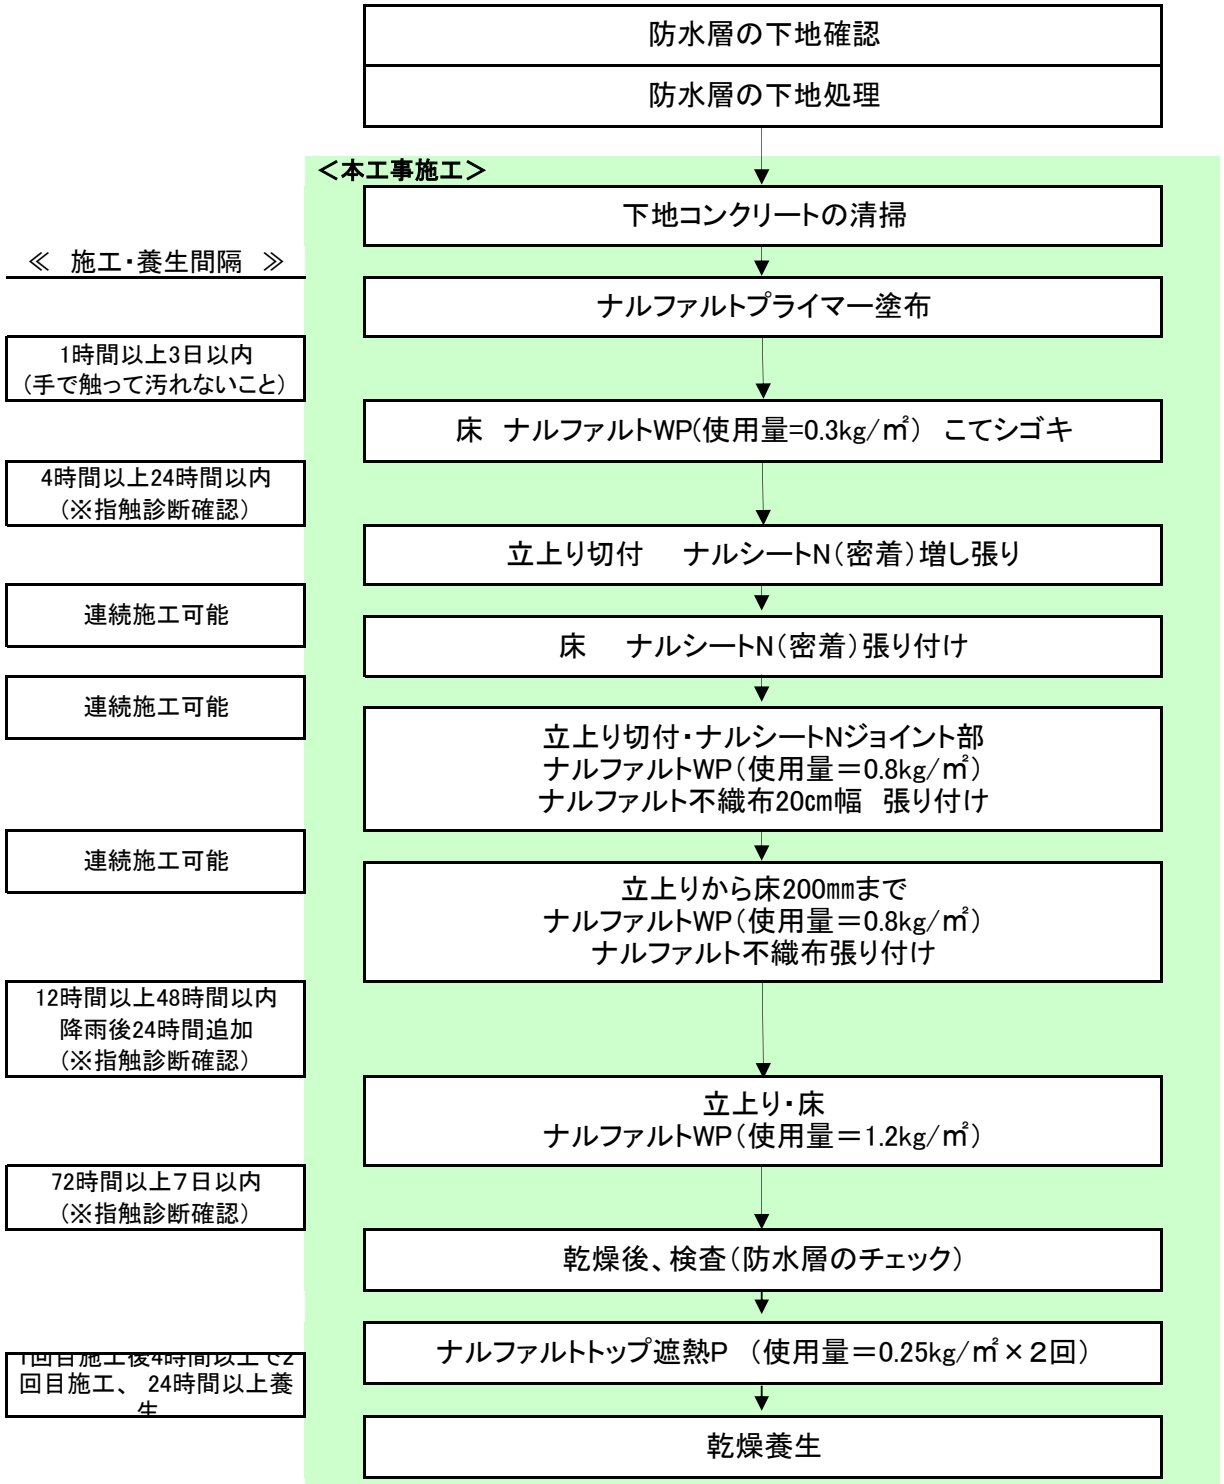 防水層の下地確認
防水層の下地処理
＜本工事施工＞
下地コンクリートの清掃
≪　施工・養生間隔　≫
ナルファルトプライマー塗布
1時間以上3日以内
(手で触って汚れないこと)
床　ナルファルトWP(使用量=0.3kg/㎡)　こてシゴキ
4時間以上24時間以内
(※指触診断確認)
立上り切付　ナルシートN(密着)増し張り
連続施工可能
床　ナルシートN(密着)張り付け
連続施工可能
立上り切付・ナルシートNジョイント部
ナルファルトWP(使用量＝0.8kg/㎡)
ナルファルト不織布20cm幅　張り付け
連続施工可能
立上りから床200㎜まで
ナルファルトWP(使用量＝0.8kg/㎡)
ナルファルト不織布張り付け
12時間以上48時間以内
降雨後24時間追加
(※指触診断確認)
立上り・床
ナルファルトWP(使用量＝1.2kg/㎡)
72時間以上７日以内
(※指触診断確認)
乾燥後、検査(防水層のチェック)
ナルファルトトップ遮熱P　(使用量＝0.25kg/㎡×２回)
1回目施工後4時間以上で2
回目施工、 24時間以上養
生
乾燥養生